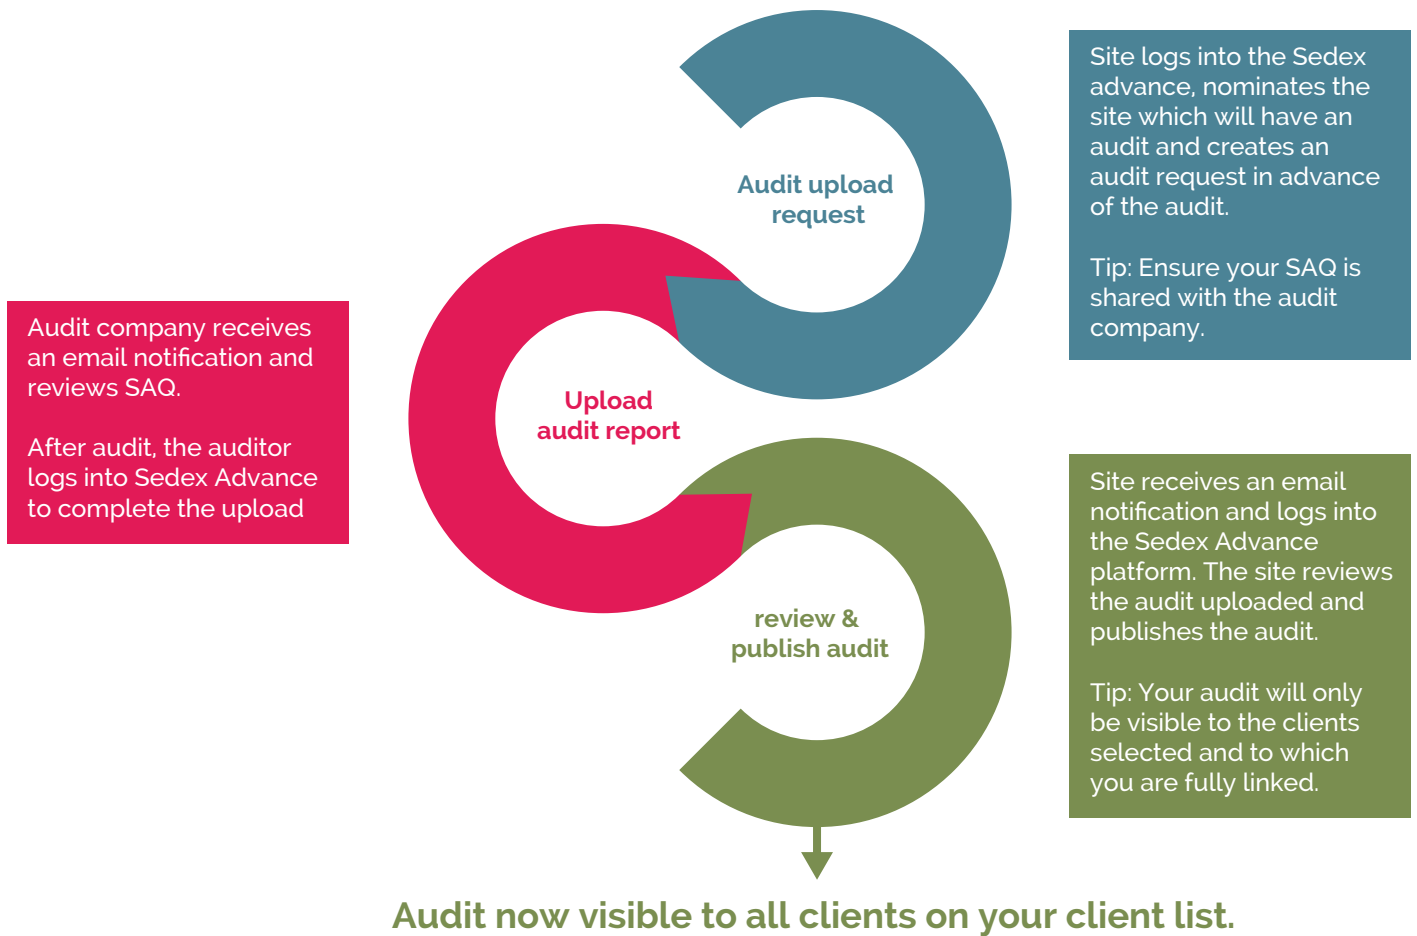 Audit upload
request
Site logs into the Sedex
advance, nominates the
site which will have an
audit and creates an
audit request in advance
of the audit.
Tip: Ensure your SAQ is
shared with the audit
company.
Upload
audit report
Audit company receives
an email notification and
reviews SAQ.
After audit, the auditor
logs into Sedex Advance
to complete the upload
review &
publish audit
Site receives an email
notification and logs into
the Sedex Advance
platform. The site reviews
the audit uploaded and
publishes the audit.
Tip: Your audit will only
be visible to the clients
selected and to which
you are fully linked.
Audit now visible to all clients on your client list.